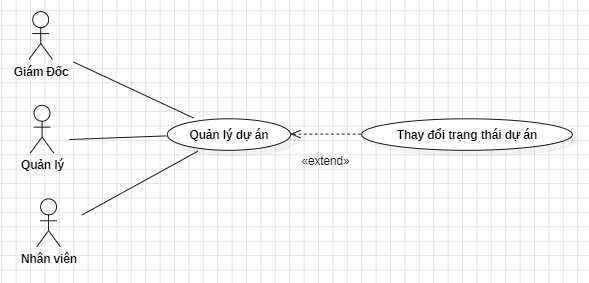 Giám Đốc
Quản lý
Nhân viên
Quản lý dự án
«extend»
Thay đổi trạng thái dự án